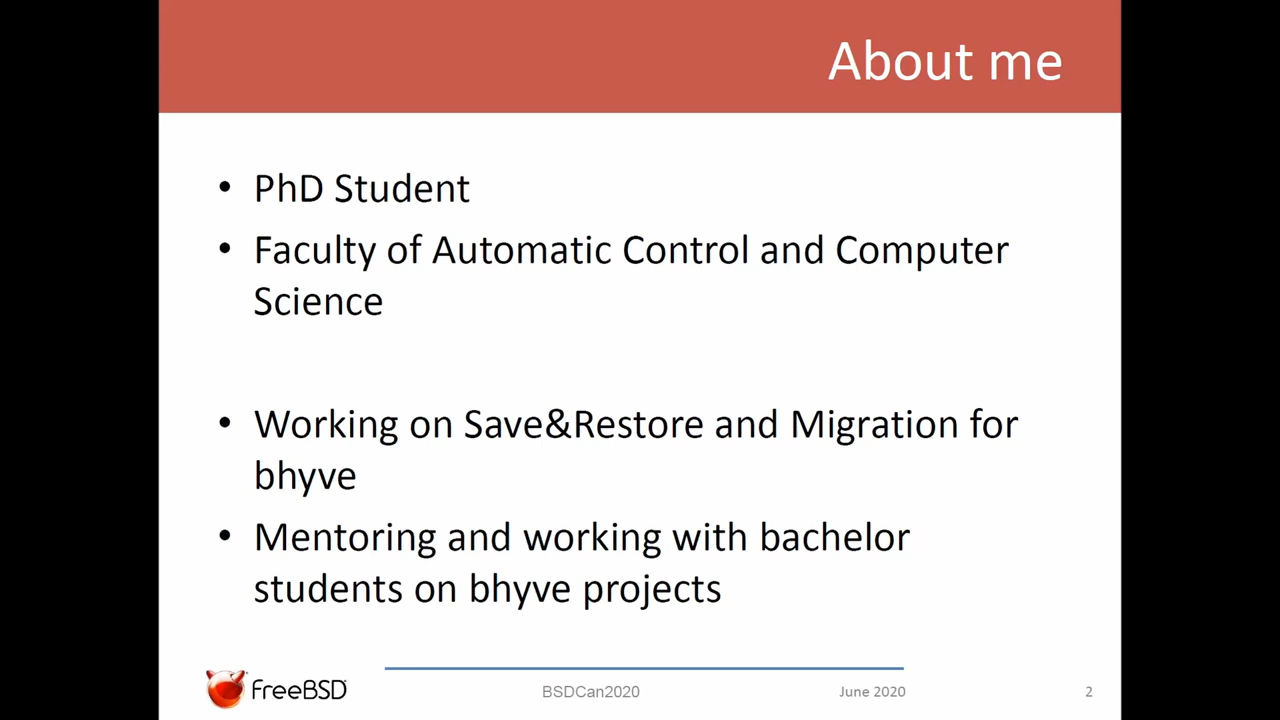 About me
• PhD Student
• Faculty of Automatic Control and Computer
Science
• Working on Save&Restore and Migration for
bhyve
• Mentoring and working with bachelor
students on bhyve projects
FreeBSD
BSDCan2020
June 2020
2